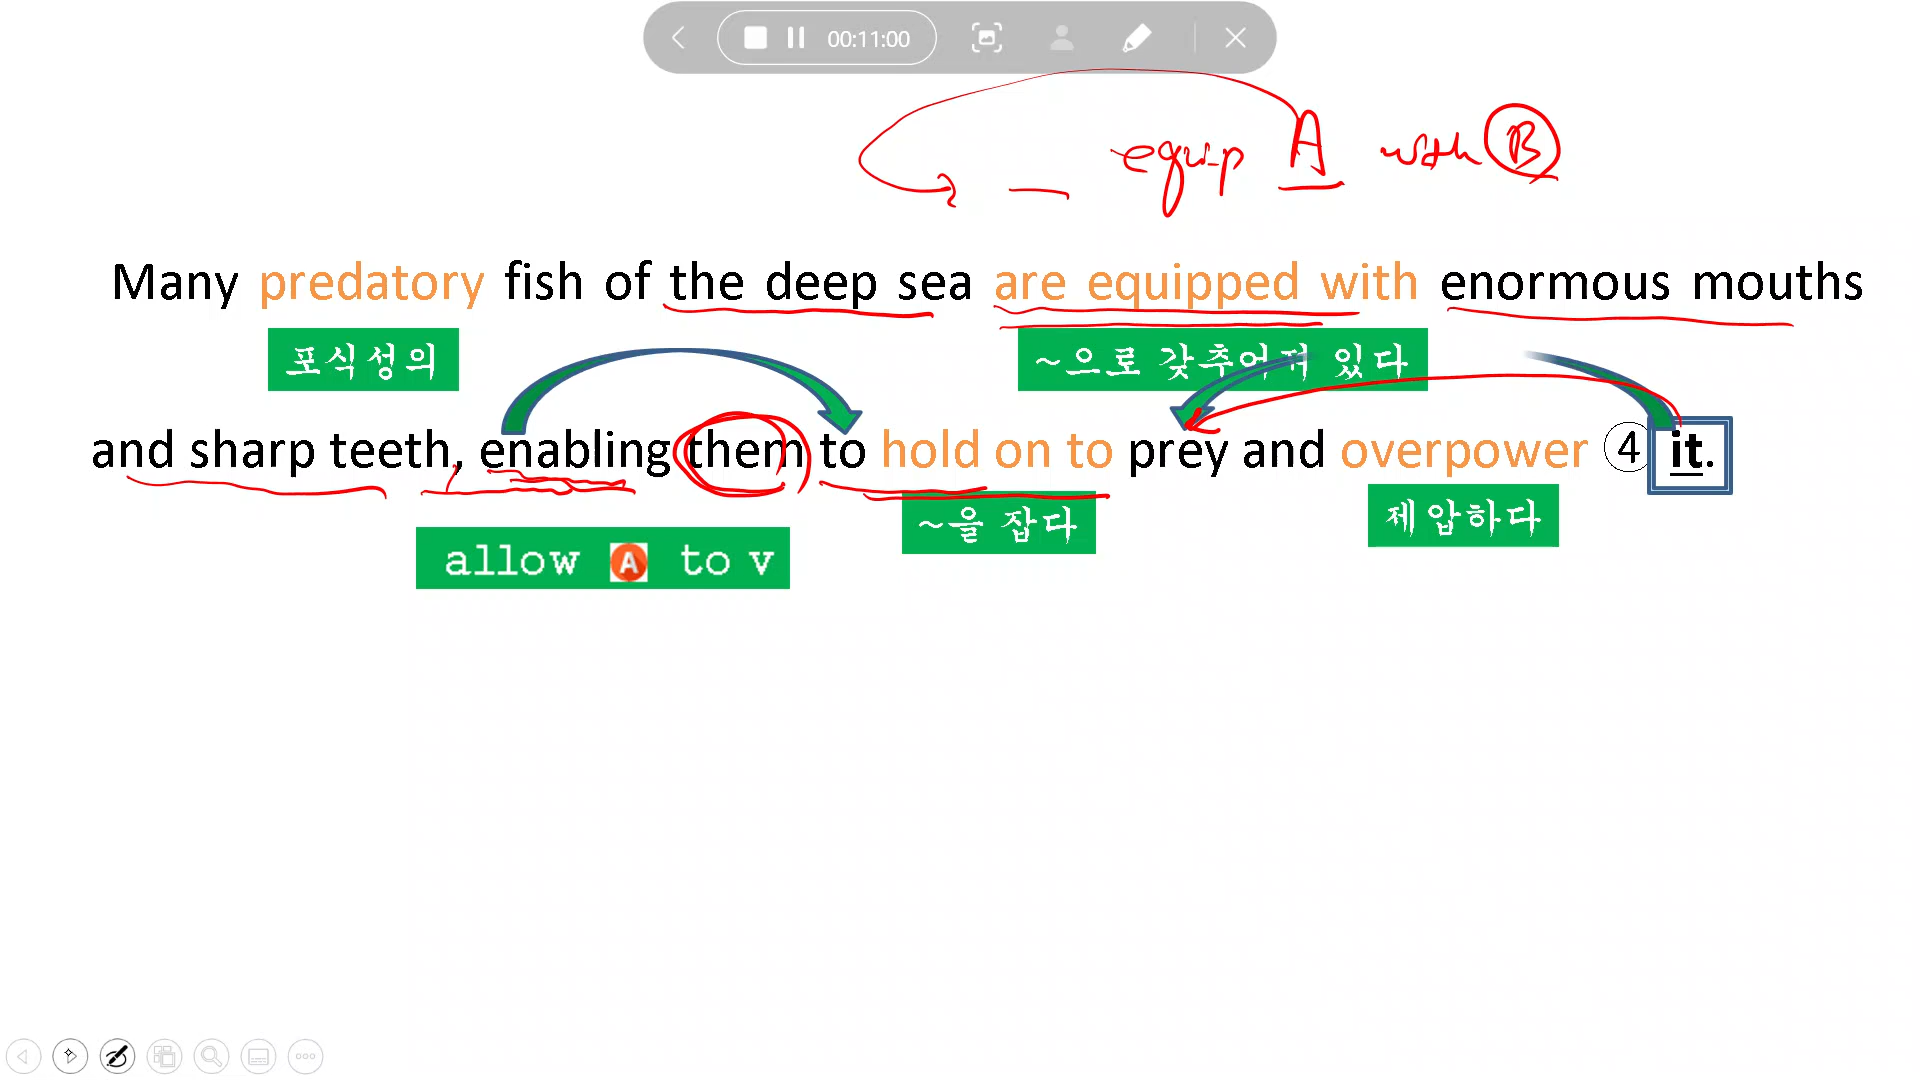 00:11:00
equip A with B
Many predatory fish of the deep sea are equipped with enormous mouths
포식성의 ~으로 갖추어져 있다
and sharp teeth, enabling them to hold on to prey and overpower ④ it.
~을 잡다 제압하다
allow A to v